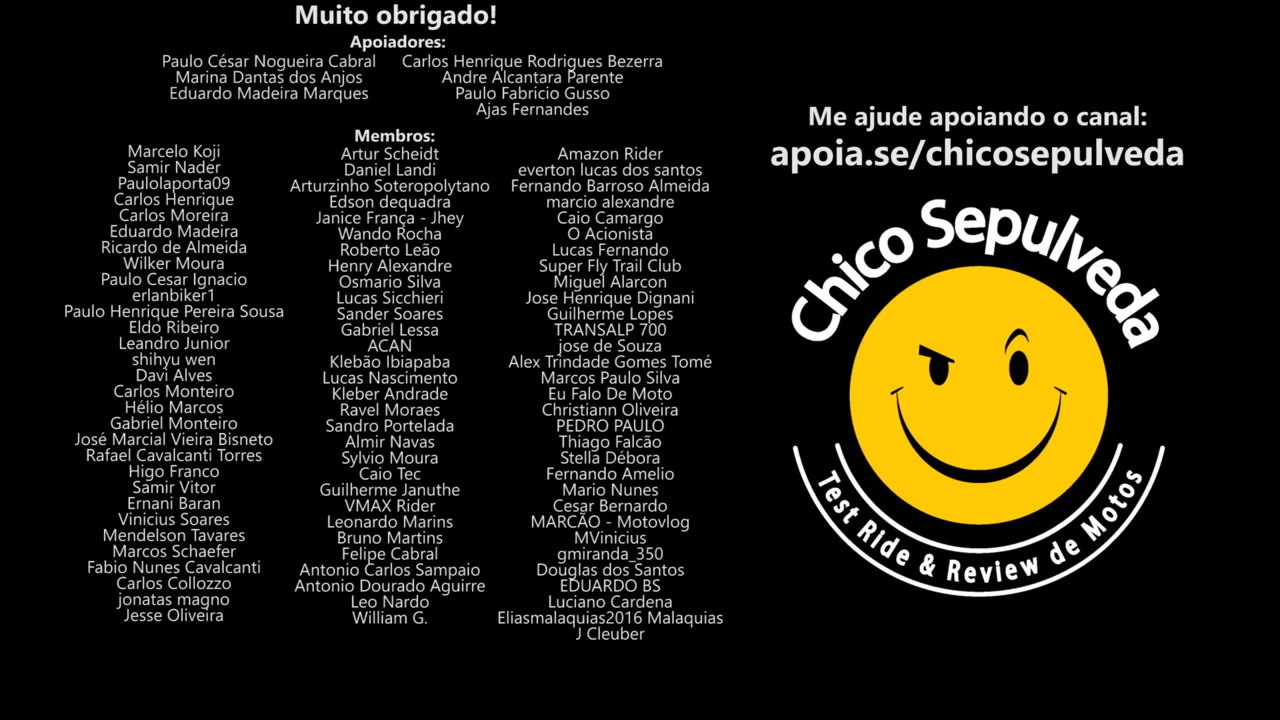 Muito obrigado!
Apoiadores:
Paulo César Nogueira Cabral
Marina Dantas dos Anjos
Eduardo Madeira Marques
Carlos Henrique Rodrigues Bezerra
Andre Alcantara Parente
Paulo Fabricio Gusso
Ajas Fernandes
Membros:
Marcelo Koji
Samir Nader
Paulolaporta09
Carlos Henrique
Carlos Moreira
Eduardo Madeira
Ricardo de Almeida
Wilker Moura
Paulo Cesar Ignacio
erlanbiker1
Paulo Henrique Pereira Sousa
Eldo Ribeiro
Leandro Junior
shihyu wen
Davi Alves
Carlos Monteiro
Hélio Marcos
Gabriel Monteiro
José Marcial Vieira Bisneto
Rafael Cavalcanti Torres
Higo Franco
Samir Vitor
Ernani Baran
Vinicius Soares
Mendelson Tavares
Marcos Schaefer
Fabio Nunes Cavalcanti
Carlos Collozzo
jonatas magno
Jesse Oliveira
Artur Scheidt
Daniel Landi
Arturzinho Soteropolytano
Edson dequadra
Janice França - Jhey
Wando Rocha
Roberto Leão
Henry Alexandre
Osmario Silva
Lucas Sicchieri
Sander Soares
Gabriel Lessa
ACAN
Klebão Ibiapaba
Lucas Nascimento
Kleber Andrade
Ravel Moraes
Sandro Portelada
Almir Navas
Sylvio Moura
Caio Tec
Guilherme Januthe
VMAX Rider
Leonardo Marins
Bruno Martins
Felipe Cabral
Antonio Carlos Sampaio
Antonio Dourado Aguirre
Leo Nardo
William G.
Amazon Rider
everton lucas dos santos
Fernando Barroso Almeida
marcio alexandre
Caio Camargo
O Acionista
Lucas Fernando
Super Fly Trail Club
Miguel Alarcon
Jose Henrique Dignani
Guilherme Lopes
TRANSALP 700
jose de Souza
Alex Trindade Gomes Tomé
Marcos Paulo Silva
Eu Falo De Moto
Christiann Oliveira
PEDRO PAULO
Thiago Falcão
Stella Débora
Fernando Amelio
Mario Nunes
Cesar Bernardo
MARCÃO - Motovlog
MVinicius
gmiranda_350
Douglas dos Santos
EDUARDO BS
Luciano Cardena
Eliasmalaquias2016 Malaquias
J Cleuber
Me ajude apoiando o canal:
apoia.se/chicosepulveda
Chico Sepulveda
Test Ride & Review de Motos